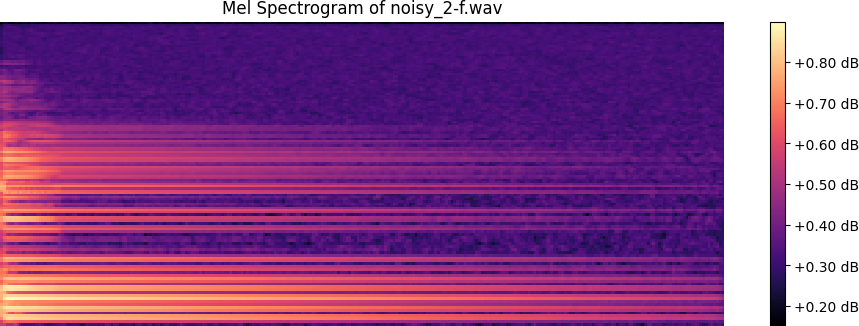 Mel Spectrogram of noisy_2-f.wav
+0.80 dB
+0.70 dB
+0.60 dB
+0.50 dB
+0.40 dB
+0.30 dB
+0.20 dB